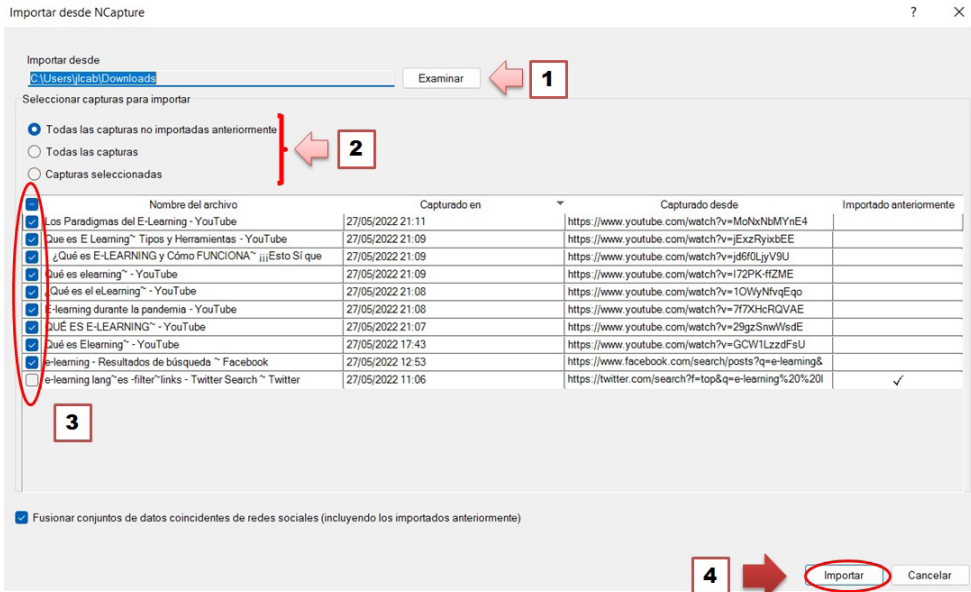 Importar desde NCapture
Importar desde
C:\Users\jlcab\Downloads
Examinar
1
Seleccionar capturas para importar
Todas las capturas no importadas anteriormente
Todas las capturas
Capturas seleccionadas
2
Nombre del archivo Capturado en Capturado desde Importado anteriormente
Los Paradigmas del E-Learning - YouTube 27/05/2022 21:11 https://www.youtube.com/watch?v=MoNxNbMYnE4
Que es E Learning~ Tipos y Herramientas - YouTube 27/05/2022 21:09 https://www.youtube.com/watch?v=jExzRyixbEE
¿Qué es E-LEARNING y Cómo FUNCIONA~ ¡¡¡Esto Sí que 27/05/2022 21:09 https://www.youtube.com/watch?v=jd6f0LjyV9U
Qué es elearning~ - YouTube 27/05/2022 21:09 https://www.youtube.com/watch?v=I72PK-ffZME
¿Qué es el eLearning~ - YouTube 27/05/2022 21:08 https://www.youtube.com/watch?v=1OWyNfvqEqo
E-learning durante la pandemia - YouTube 27/05/2022 21:08 https://www.youtube.com/watch?v=7f7XHcRQVAE
QUÉ ES E-LEARNING~ - YouTube 27/05/2022 21:07 https://www.youtube.com/watch?v=29gzSnwWsdE
Qué es Elearning~ - YouTube 27/05/2022 17:43 https://www.youtube.com/watch?v=GCW1LzzdFsU
e-learning - Resultados de búsqueda ~ Facebook 27/05/2022 12:53 https://www.facebook.com/search/posts?q=e-learning&
e-learning lang~es -filter~links - Twitter Search ~ Twitter 27/05/2022 11:06 https://twitter.com/search?f=top&q=e-learning%20%20l
3
Fusionar conjuntos de datos coincidentes de redes sociales (incluyendo los importados anteriormente)
4
Importar Cancelar